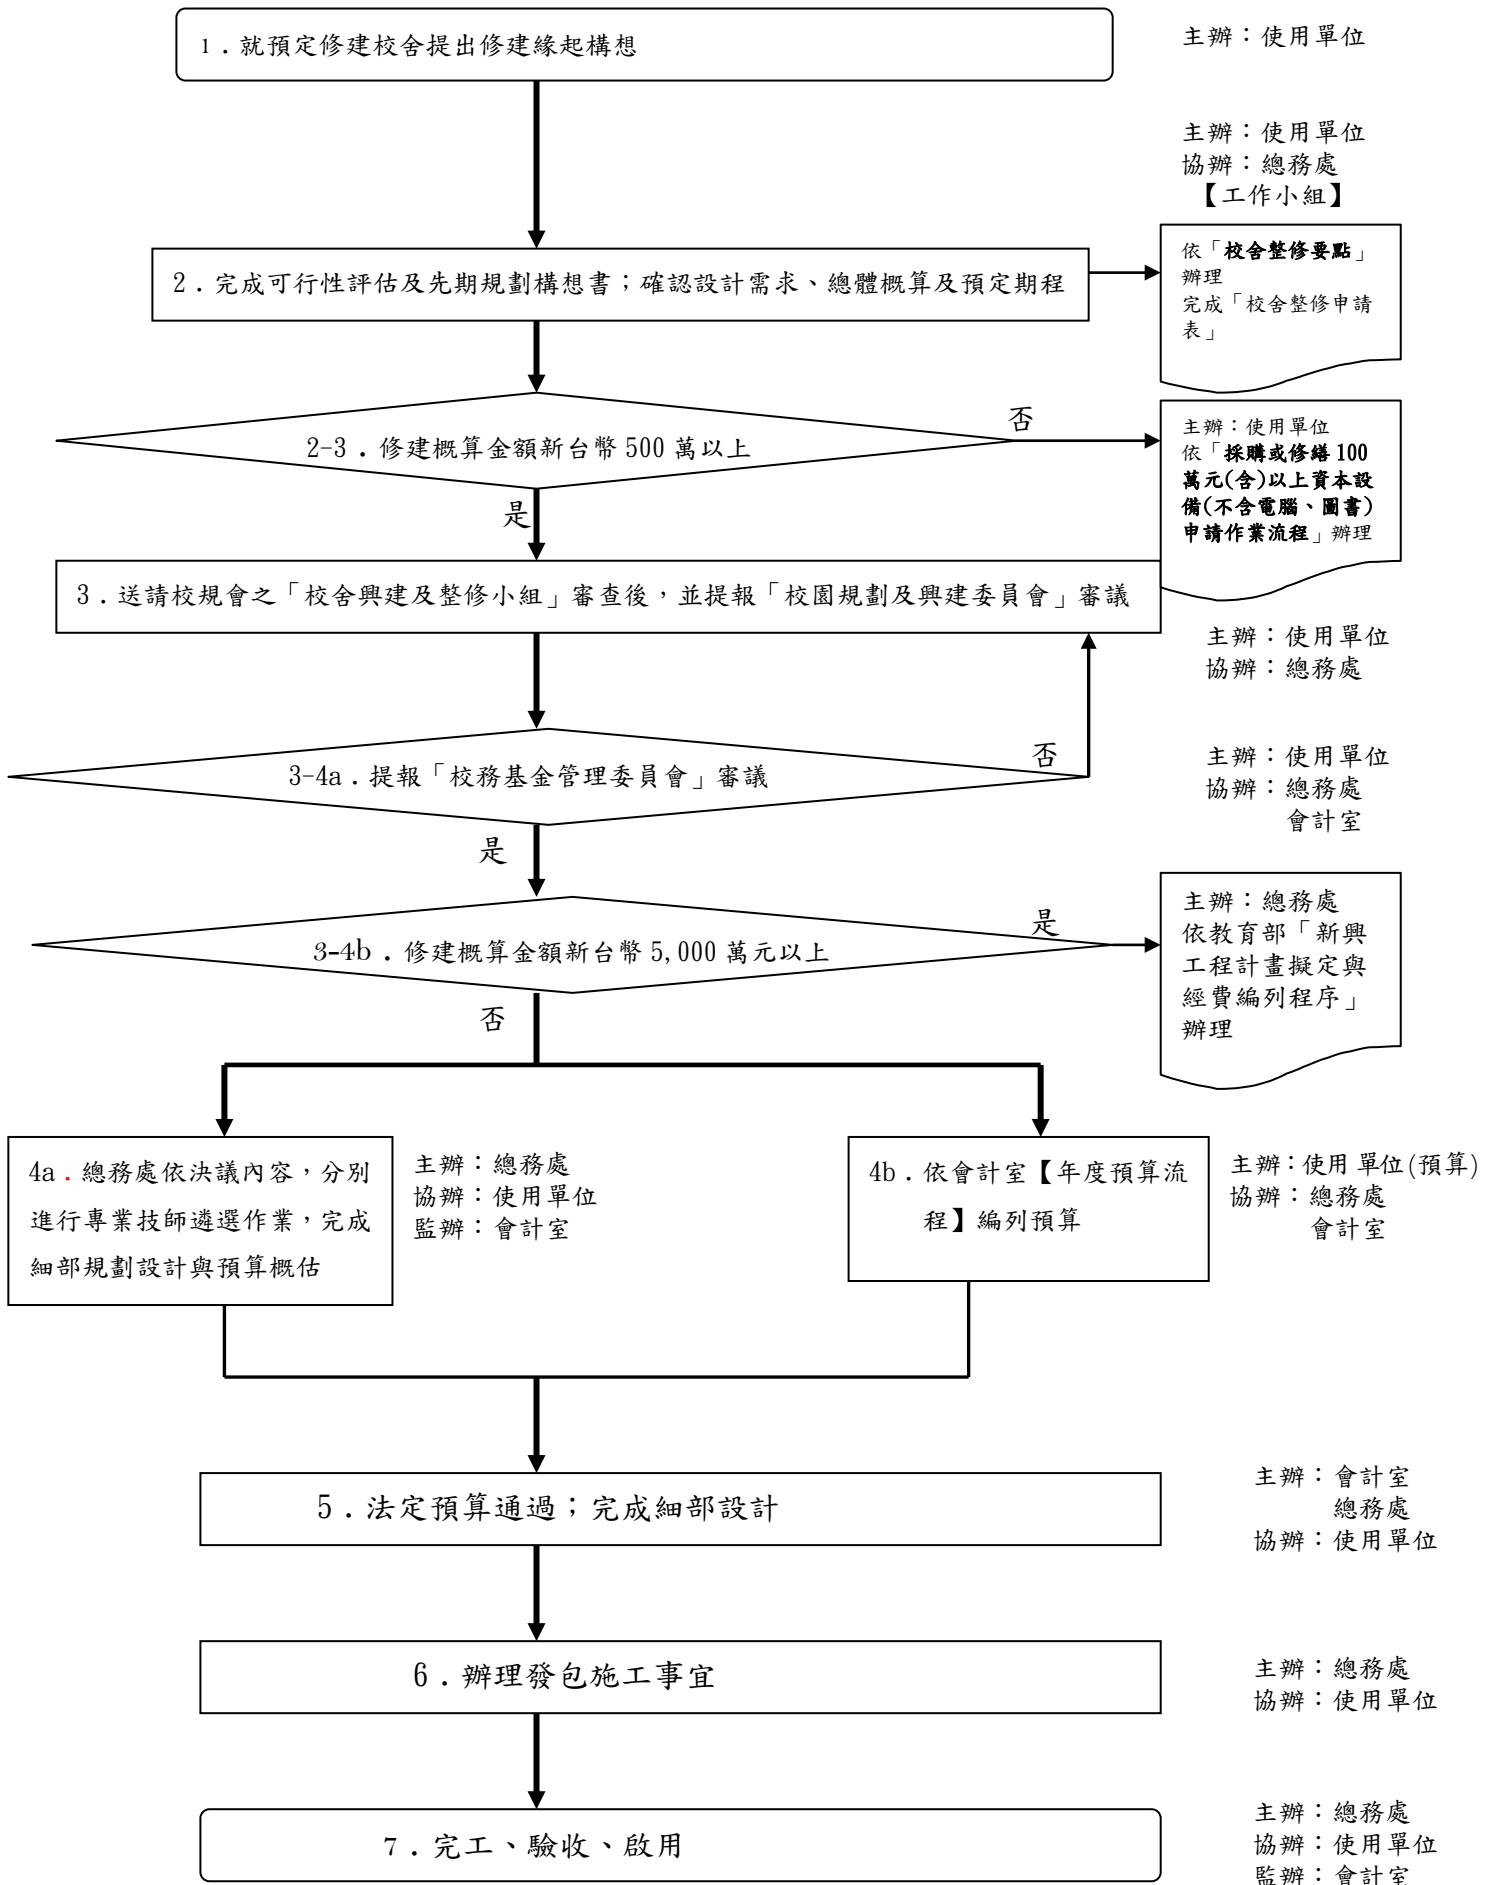 1．就預定修建校舍提出修建緣起構想
主辦：使用單位
主辦：使用單位
協辦：總務處
【工作小組】
2．完成可行性評估及先期規劃構想書；確認設計需求、總體概算及預定期程
依「校舍整修要點」
辦理
完成「校舍整修申請
表」
2-3．修建概算金額新台幣 500 萬以上
否
是
主辦：使用單位
依「採購或修繕 100
萬元(含)以上資本設
備(不含電腦、圖書)
申請作業流程」辦理
3．送請校規會之「校舍興建及整修小組」審查後，並提報「校園規劃及興建委員會」審議
主辦：使用單位
協辦：總務處
3-4a．提報「校務基金管理委員會」審議
否
是
主辦：使用單位
協辦：總務處
會計室
3-4b．修建概算金額新台幣 5,000 萬元以上
是
否
主辦：總務處
依教育部「新興
工程計畫擬定與
經費編列程序」
辦理
4a．總務處依決議內容，分別
進行專業技師遴選作業，完成
細部規劃設計與預算概估
主辦：總務處
協辦：使用單位
監辦：會計室
4b．依會計室【年度預算流
程】編列預算
主辦：使用單位(預算)
協辦：總務處
會計室
5．法定預算通過；完成細部設計
主辦：會計室
總務處
協辦：使用單位
6．辦理發包施工事宜
主辦：總務處
協辦：使用單位
7．完工、驗收、啟用
主辦：總務處
協辦：使用單位
監辦：會計室